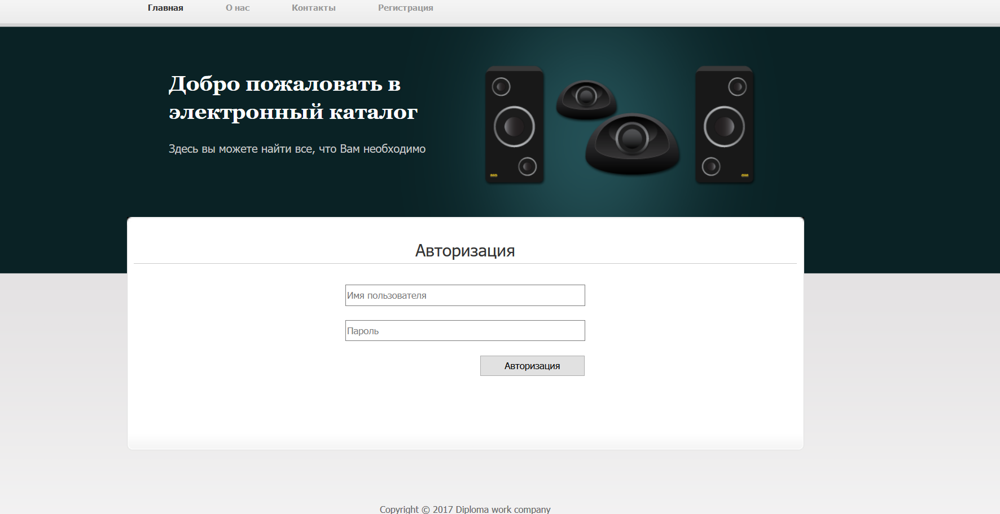 Главная О нас Контакты Регистрация
Добро пожаловать в
электронный каталог
Здесь вы можете найти все, что Вам необходимо
Авторизация
Имя пользователя
Пароль
Авторизация
Copyright © 2017 Diploma work company